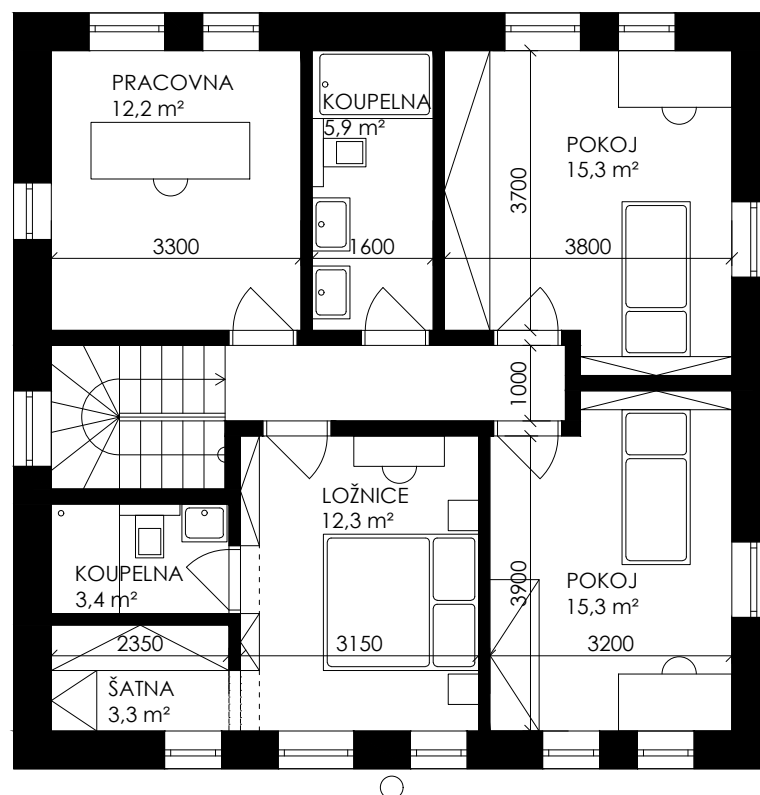 PRACOVNA
12,2 m²
KOUPELNA
5,9 m²
POKOJ
15,3 m²
3700
3300
1600
3800
1000
LOŽNICE
12,3 m²
KOUPELNA
3,4 m²
POKOJ
15,3 m²
3900
2350
3150
3200
ŠATNA
3,3 m²